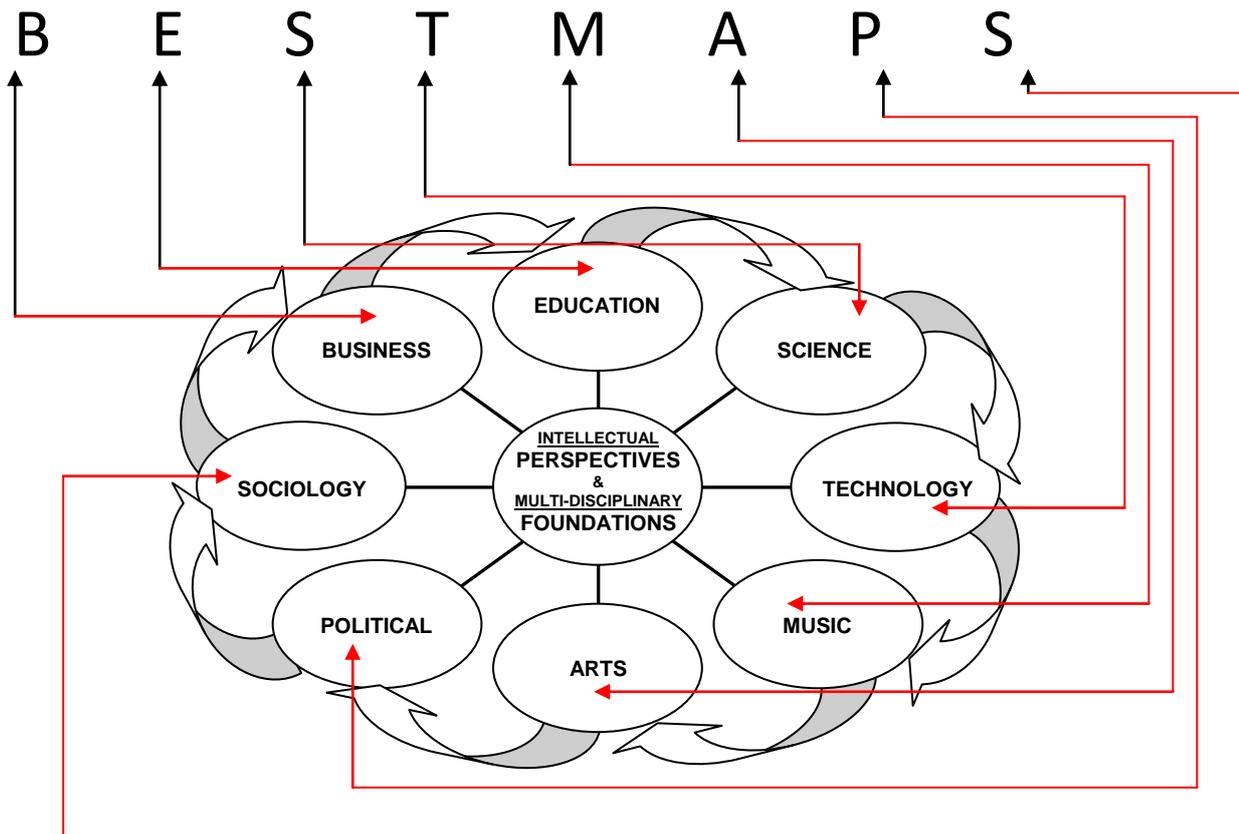 B E S T M A P S
EDUCATION
BUSINESS
SCIENCE
INTELLECTUAL
PERSPECTIVES
&
MULTI-DISCIPLINARY
FOUNDATIONS
SOCIOLOGY
TECHNOLOGY
POLITICAL
MUSIC
ARTS